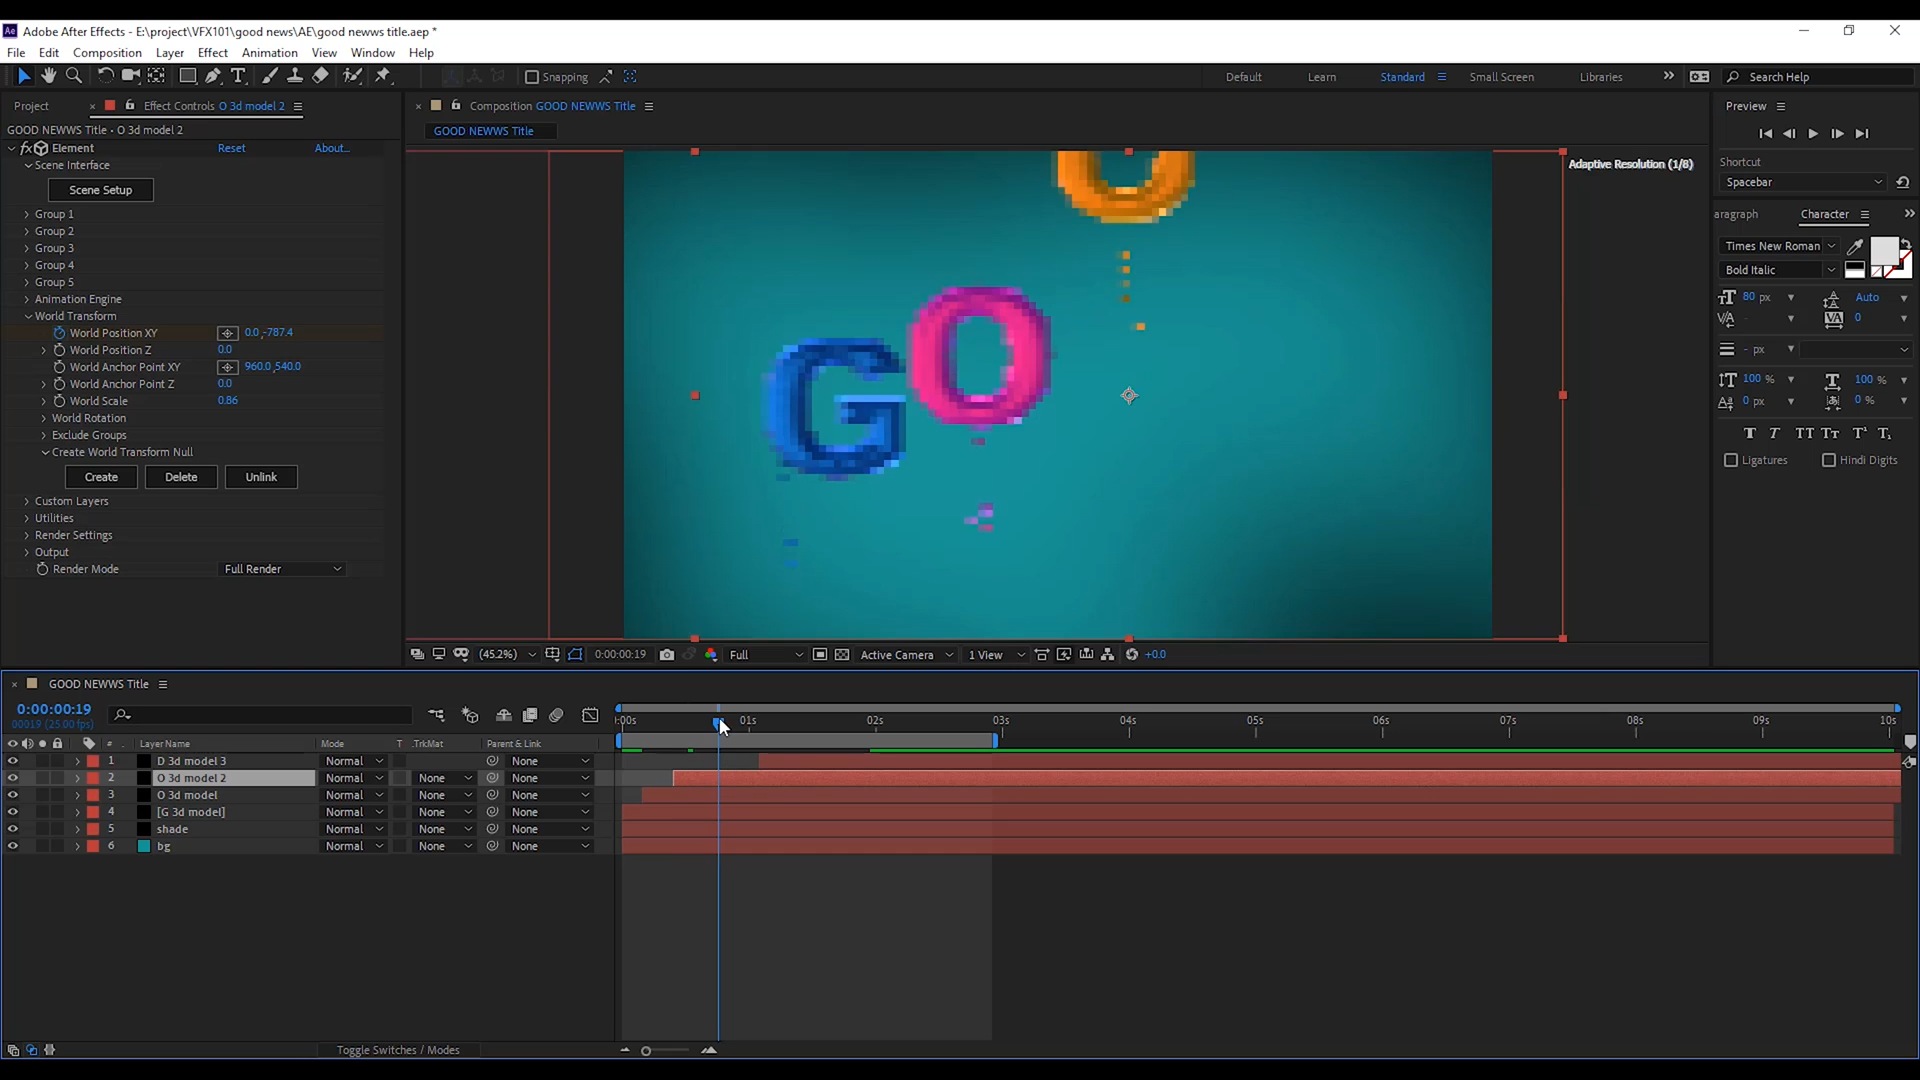 Ae Adobe After Effects - E:\project\VFX101\good news\AE\good newws title.aep *
File Edit Composition Layer Effect Animation View Window Help
Snapping Default Learn Standard Small Screen Libraries Search Help
Project Effect Controls O 3d model 2 Composition GOOD NEWWS Title Preview
GOOD NEWWS Title • O 3d model 2 GOOD NEWWS Title
fx Element Reset About...
Scene Interface Adaptive Resolution (1/8) Shortcut
Scene Setup Spacebar
Group 1 aragraph Character
Group 2
Group 3 Times New Roman
Group 4 Bold Italic
Group 5
Animation Engine 80 px Auto
World Transform 0
World Position XY 0.0,-787.4
World Position Z 0.0 - px
World Anchor Point XY 960.0,540.0
World Anchor Point Z 0.0 100 % 100 %
World Scale 0.86 0 px 0 %
World Rotation
Exclude Groups T T TT Tr T¹ T₁
Create World Transform Null Ligatures Hindi Digits
Create Delete Unlink
Custom Layers
Utilities
Render Settings
Output
Render Mode Full Render
G O
(45.2%) 0:00:00:19 Full Active Camera 1 View +0.0
GOOD NEWWS Title
0:00:00:19
00019 (25.00 fps) :00s 01s 02s 03s 04s 05s 06s 07s 08s 09s 10s
# Layer Name Mode T .TrkMat Parent & Link
1 D 3d model 3 Normal None
2 O 3d model 2 Normal None None
3 O 3d model Normal None None
4 [G 3d model] Normal None None
5 shade Normal None None
6 bg Normal None None
Toggle Switches / Modes